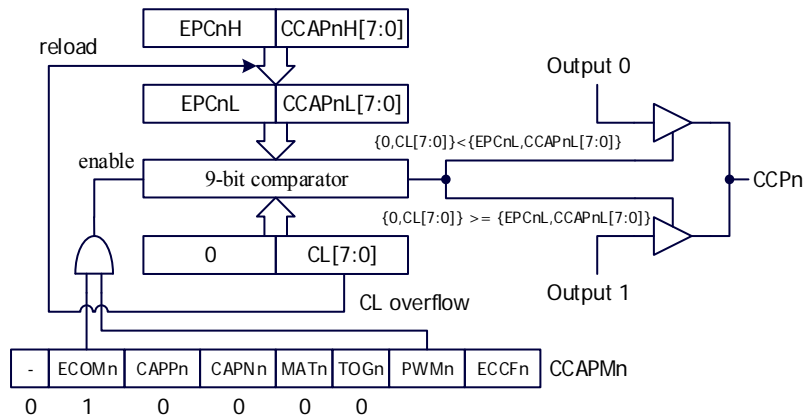 EPCnH CCAPnH[7:0]
reload
Output 0
EPCnL CCAPnL[7:0]
{0,CL[7:0]}<{EPCnL,CCAPnL[7:0]}
enable
9-bit comparator
CCPn
{0,CL[7:0]} >= {EPCnL,CCAPnL[7:0]}
0 CL[7:0]
Output 1
CL overflow
- ECOMn CAPPn CAPNn MATn TOGn PWMn ECCFn CCAPMn
0 1 0 0 0 0